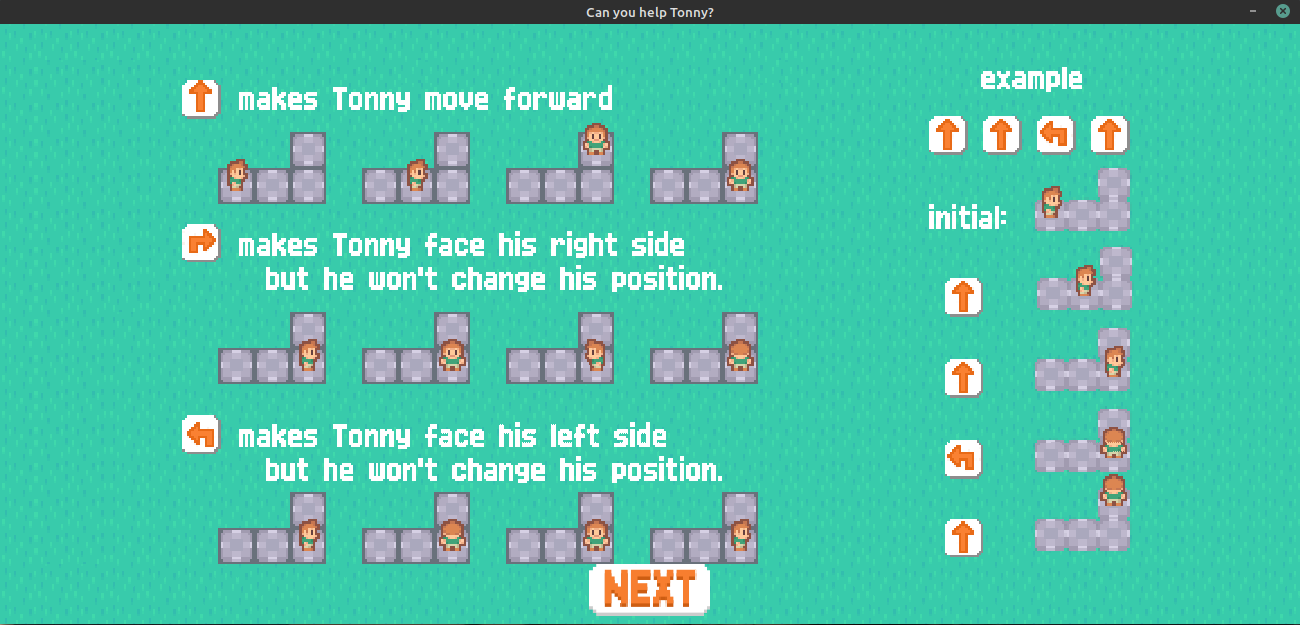 Can you help Tonny?
makes Tonny move forward
makes Tonny face his right side
but he won't change his position.
makes Tonny face his left side
but he won't change his position.
NEXT
example
initial: